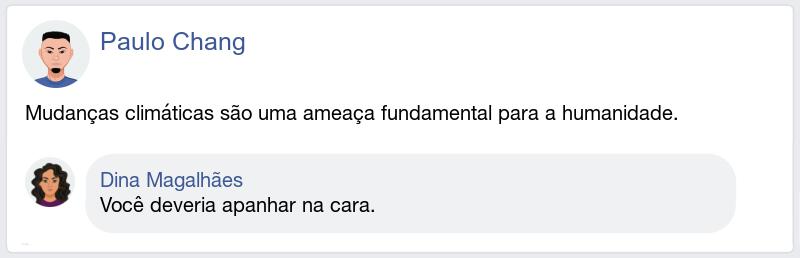 Paulo Chang
Mudanças climáticas são uma ameaça fundamental para a humanidade.
Dina Magalhães
Você deveria apanhar na cara.